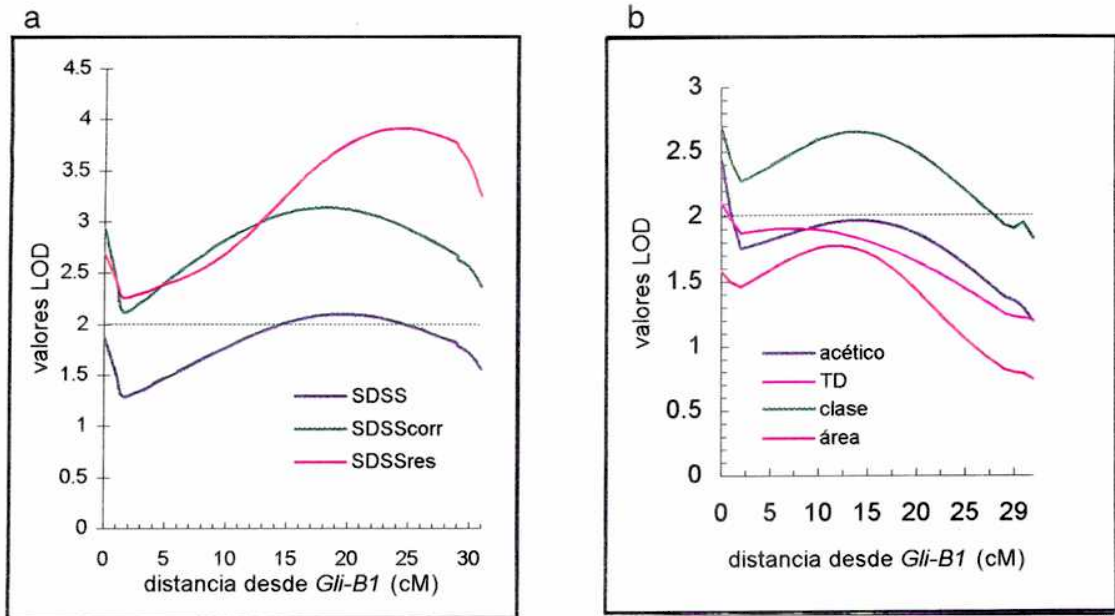 a
4.5
4
3.5
3
2.5
2
1.5
1
0.5
0
valores LOD
SDSS
SDSScorr
SDSSres
0 5 10 15 20 25 30
distancia desde Gli-B1 (cM)
b
3
2.5
2
1.5
1
0.5
0
valores LOD
acético
TD
clase
área
0 5 10 15 20 25 29
distancia desde Gli-B1 (cM)